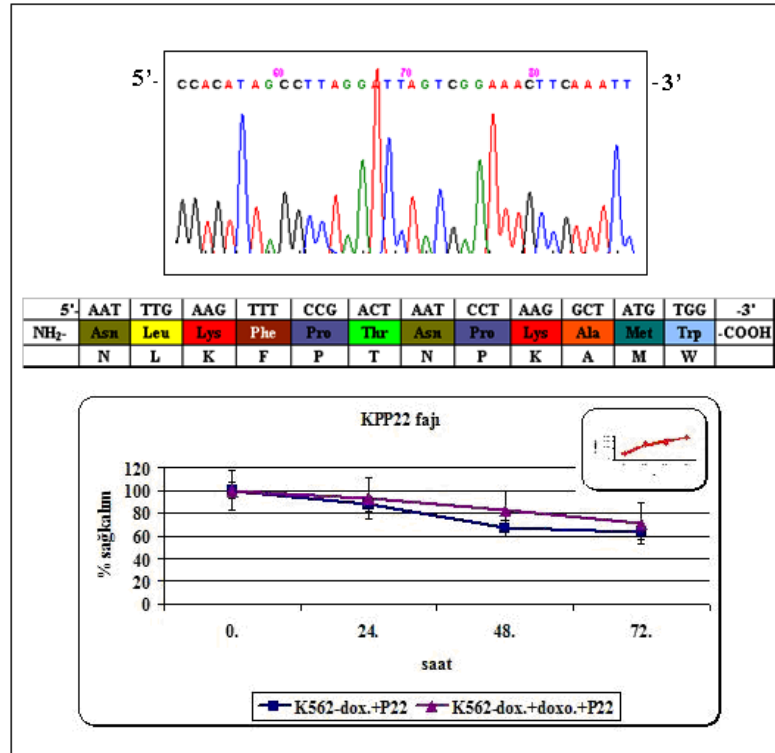 60 70 80
5'- CCACATAGCCTTAGGATTAGTCGGAAACTTCAAATT -3'
5'- AAT TTG AAG TTT CCG ACT AAT CCT AAG GCT ATG TGG -3'
NH2- Asn Leu Lys Phe Pro Thr Asn Pro Lys Ala Met Trp -COOH
N L K F P T N P K A M W
KPP22 fajı
120
100
80
60
40
20
0
% sağkalım
0. 24. 48. 72.
saat
K562-dox.+P22 K562-dox.+doxo.+P22